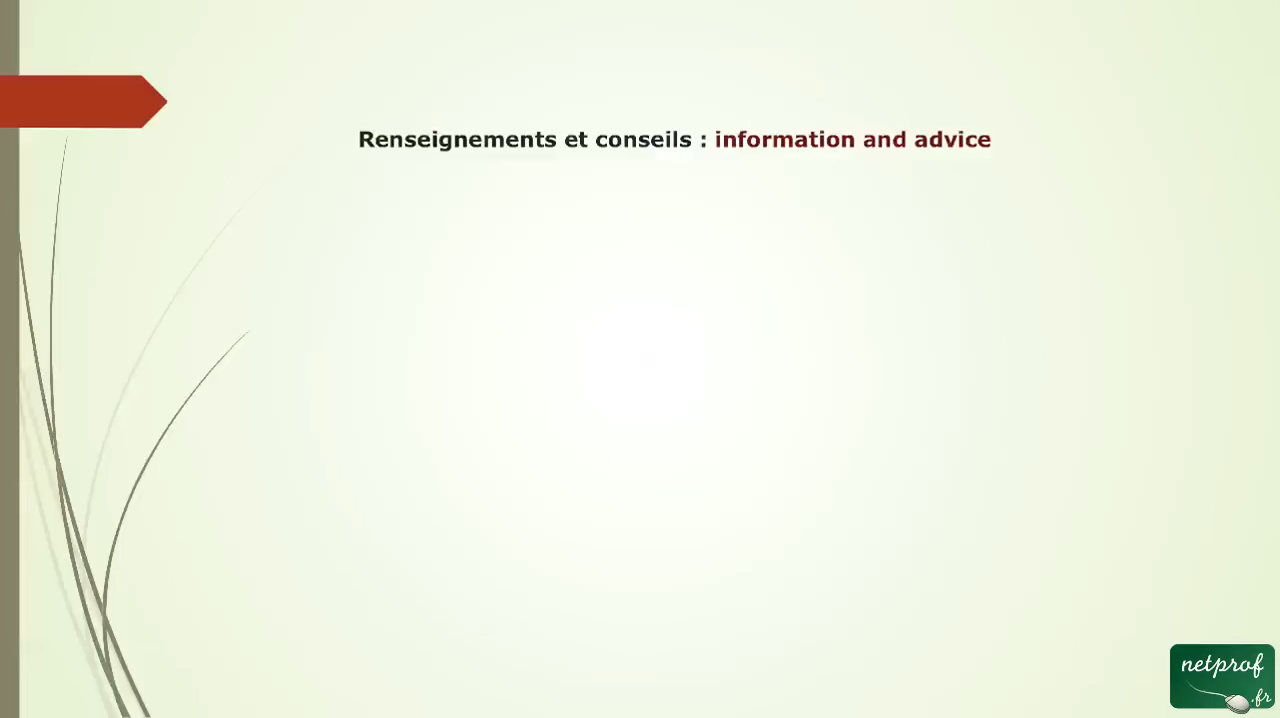 Renseignements et conseils : information and advice
netprof
.fr